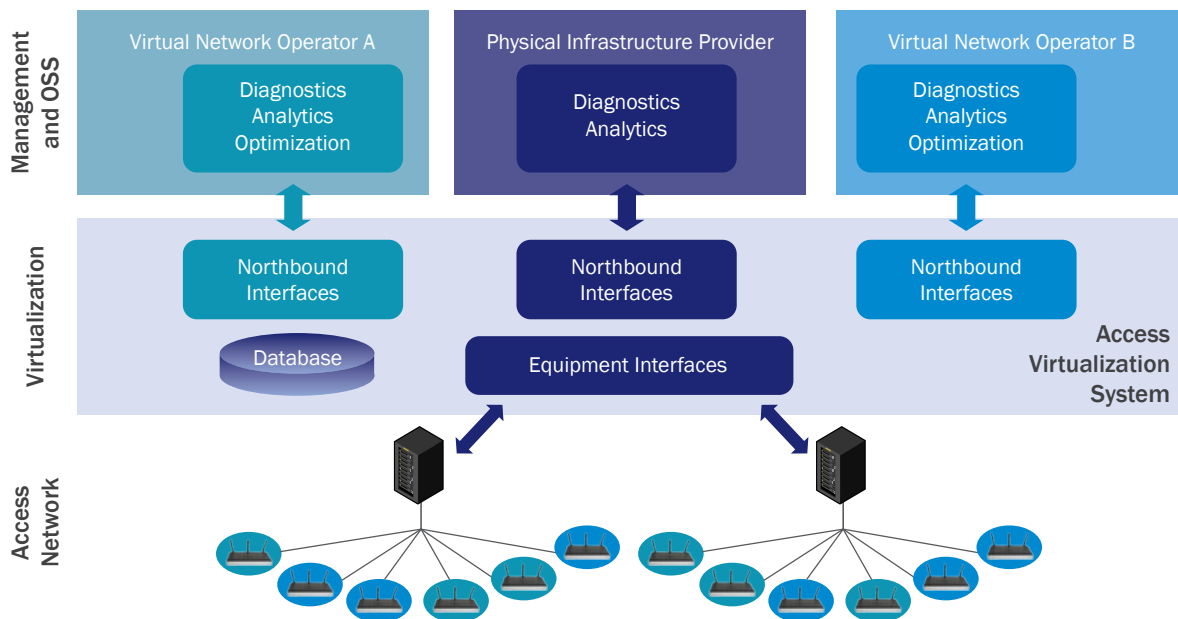 Management
and OSS
Virtual Network Operator A
Diagnostics
Analytics
Optimization
Physical Infrastructure Provider
Diagnostics
Analytics
Virtual Network Operator B
Diagnostics
Analytics
Optimization
Virtualization
Northbound
Interfaces
Northbound
Interfaces
Northbound
Interfaces
Database
Equipment Interfaces
Access
Virtualization
System
Access
Network